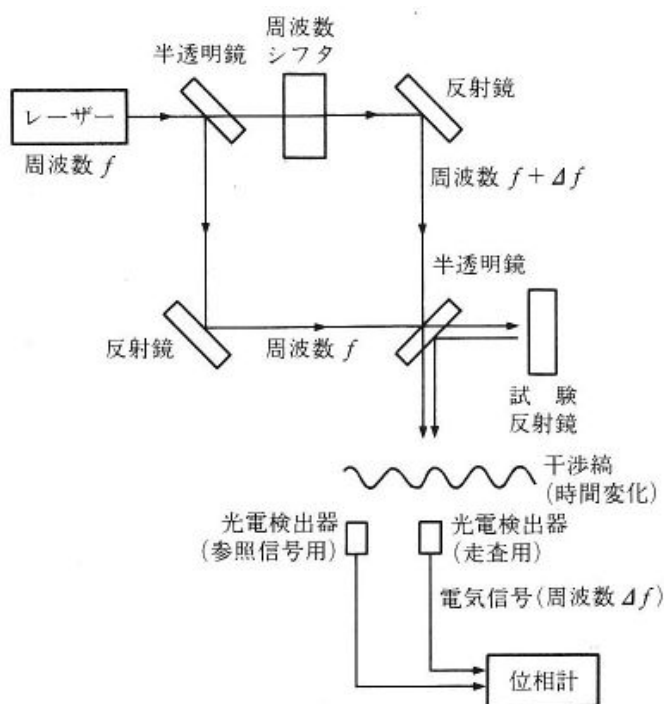 周波数
シフタ
半透明鏡
反射鏡
レーザー
周波数 f
周波数 f + Δf
半透明鏡
反射鏡
周波数 f
試 験
反射鏡
干渉縞
(時間変化)
光電検出器
(参照信号用)
光電検出器
(走査用)
電気信号(周波数 Δf)
位相計